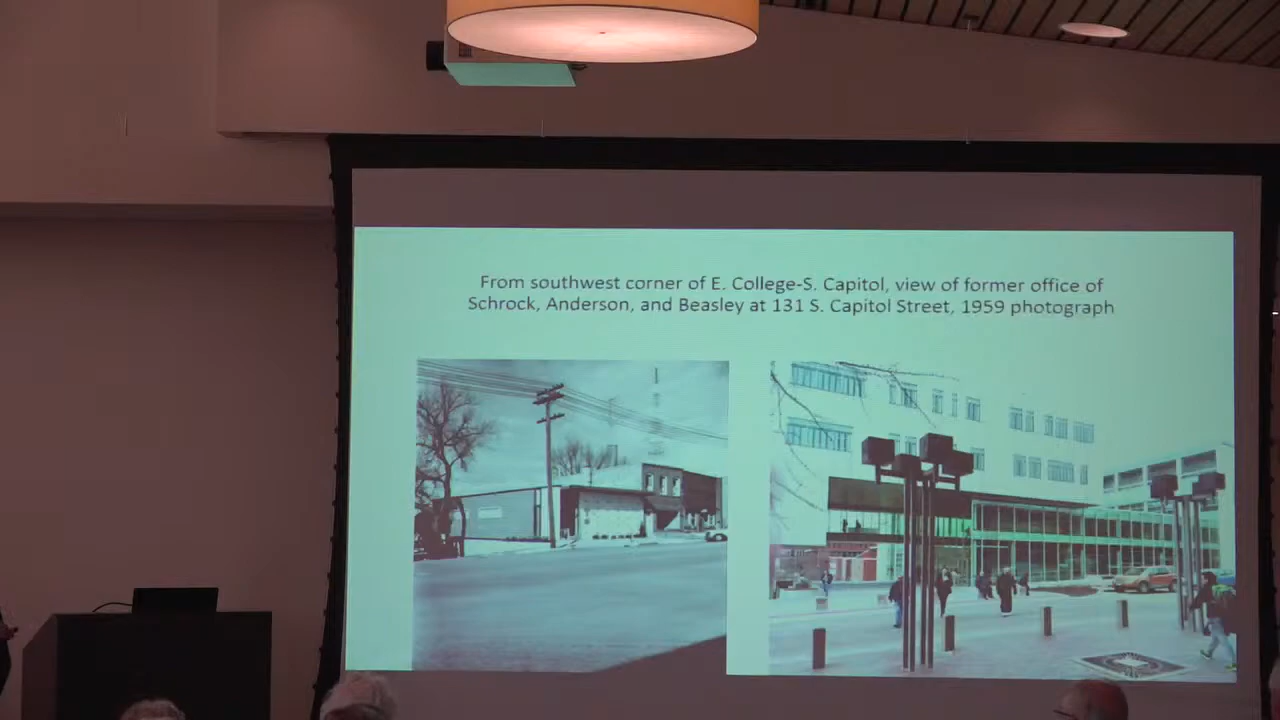 From southwest corner of E. College-S. Capitol, view of former office of
Schrock, Anderson, and Beasley at 131 S. Capitol Street, 1959 photograph